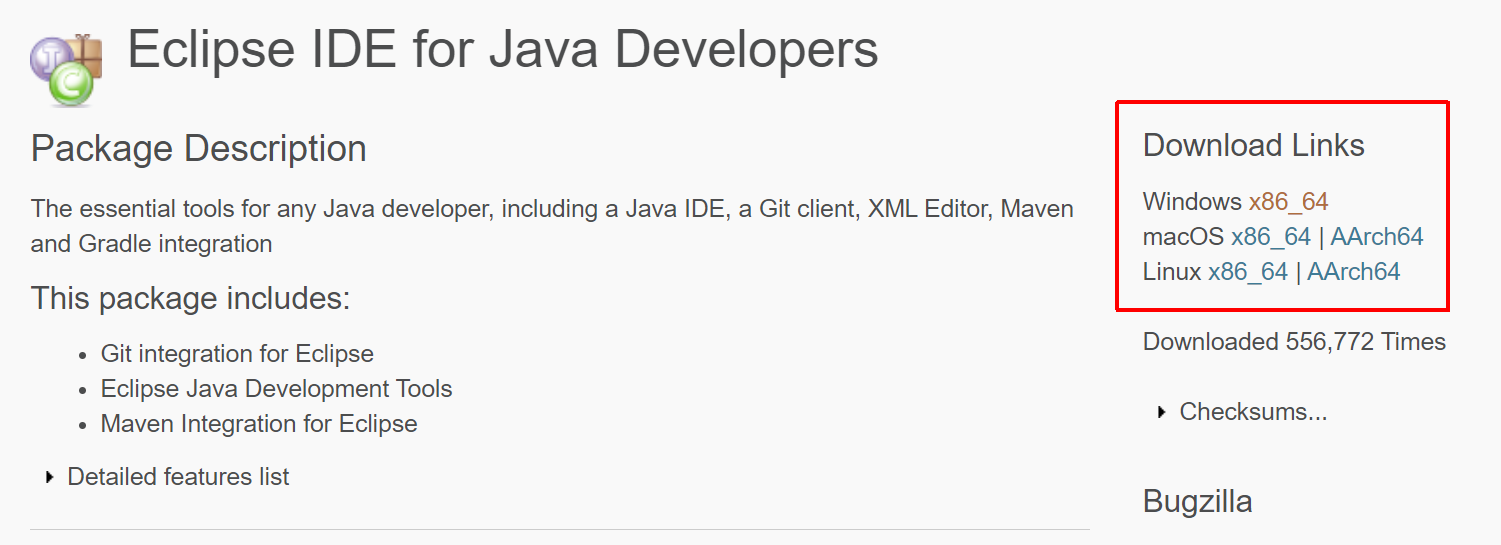 Eclipse IDE for Java Developers
Package Description
The essential tools for any Java developer, including a Java IDE, a Git client, XML Editor, Maven
and Gradle integration
This package includes:
• Git integration for Eclipse
• Eclipse Java Development Tools
• Maven Integration for Eclipse
Detailed features list
Download Links
Windows x86_64
macOS x86_64 | AArch64
Linux x86_64 | AArch64
Downloaded 556,772 Times
Checksums...
Bugzilla